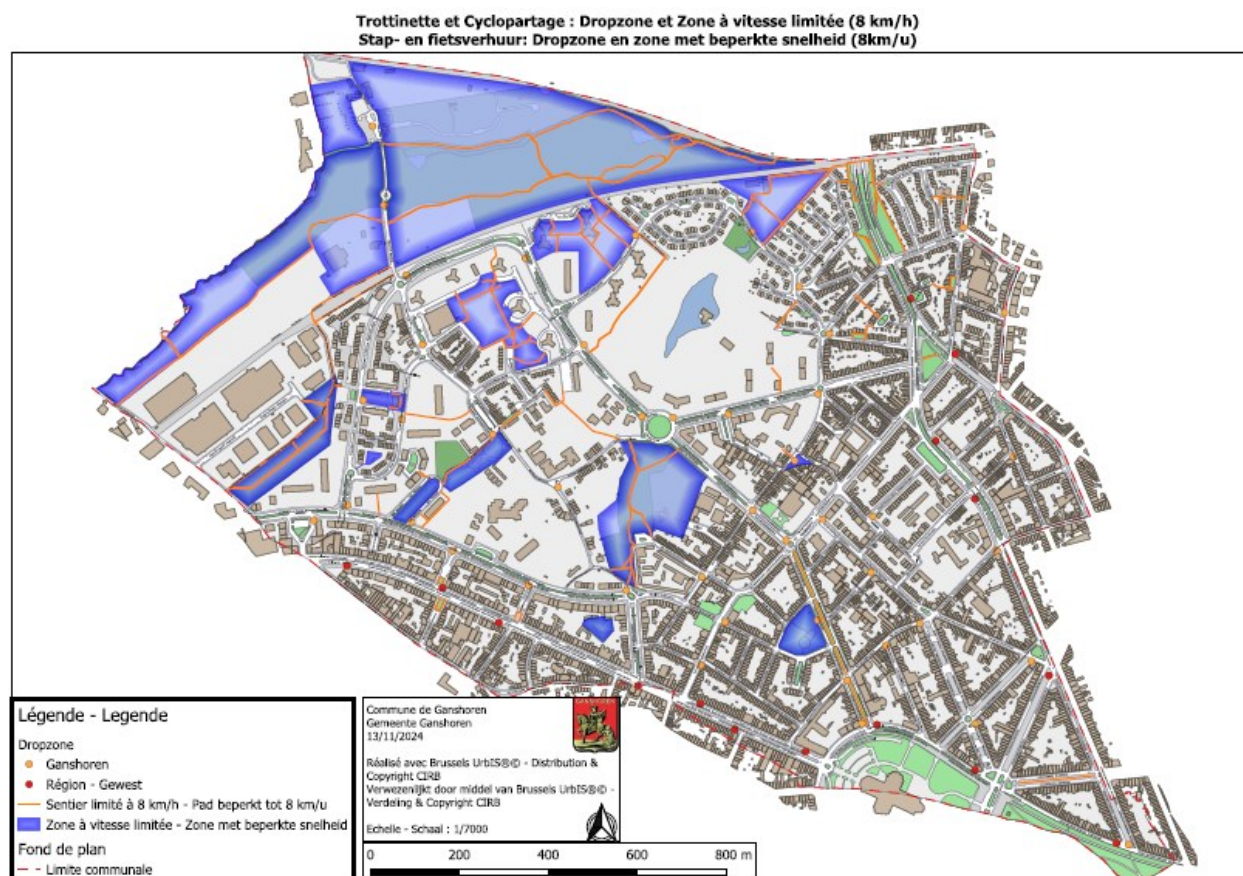 Trottinette et Cyclopartage : Dropzone et Zone à vitesse limitée (8 km/h)
Stap- en fietsverhuur: Dropzone en zone met beperkte snelheid (8km/u)
Légende - Legende
Dropzone
Ganshoren
Région - Gewest
Sentier limité à 8 km/h - Pad beperkt tot 8 km/u
Zone à vitesse limitée - Zone met beperkte snelheid
Fond de plan
Limite communale
Commune de Ganshoren
Gemeente Ganshoren
13/11/2024
GANSHOREN
Réalisé avec Brussels UrbIS®© - Distribution &
Copyright CIRB
Verwezenlijkt door middel van Brussels UrbIS®© -
Verdeling & Copyright CIRB
Echelle - Schaal : 1/7000
0 200 400 600 800 m